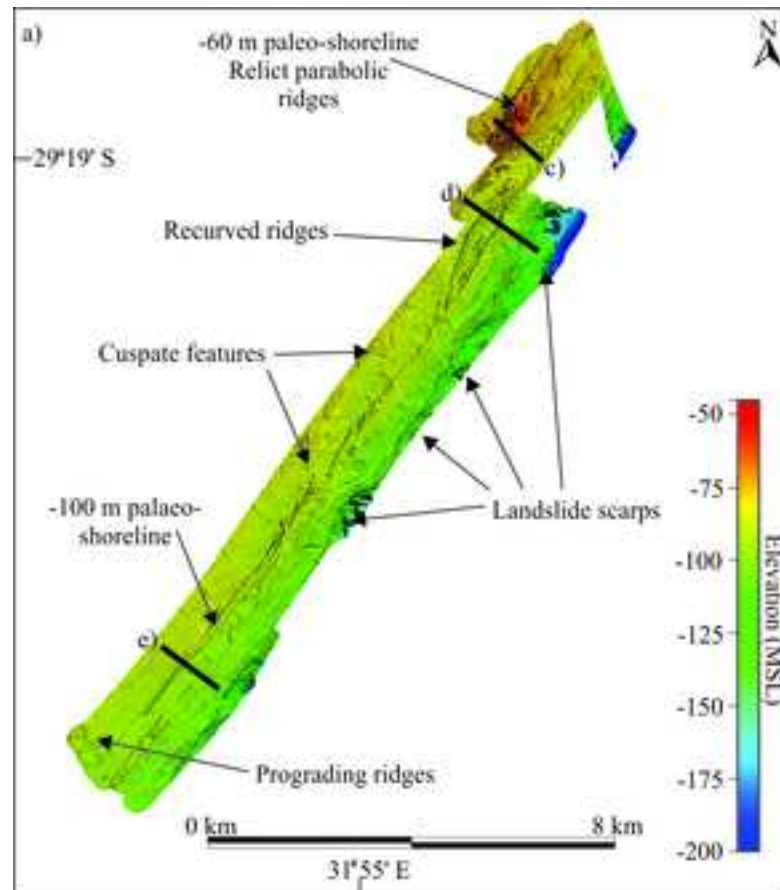 a)
N
-60 m paleo-shoreline
Relict parabolic
ridges
29°19' S
c)
d)
Recurved ridges
Cuspate features
-50
-75
-100
-125
-150
-175
-200
Elevation (MSL)
-100 m palaeo-
shoreline
Landslide scarps
e)
Prograding ridges
0 km
8 km
31°55' E